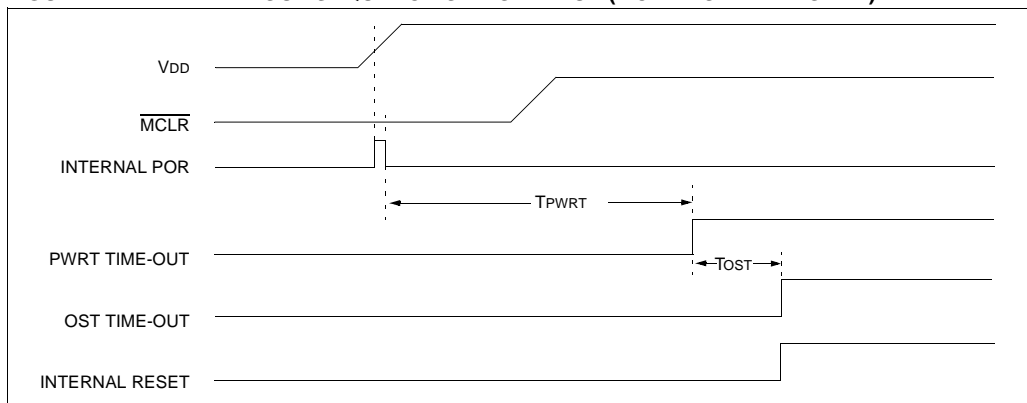 VDD
MCLR
INTERNAL POR
TPWRT
PWRT TIME-OUT
TOST
OST TIME-OUT
INTERNAL RESET